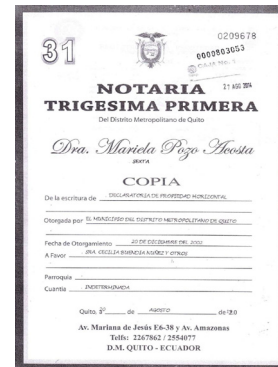 31
0209678
0000803053
21 AGO 2014
NOTARIA
TRIGESIMA PRIMERA
Del Distrito Metropolitano de Quito
Dra. Mariela Pozo Acosta
SEXTA
COPIA
De la escritura de DECLARATORIA DE PROPIEDAD HORIZONTAL
Otorgada por EL MUNICIPIO DEL DISTRITO METROPOLITANO DE QUITO
Fecha de Otorgamiento 20 DE DICIEMBRE DEL 2000
A Favor SRA. CECILIA BUENDIA NUÑEZ Y OTROS
Parroquia
Cuantía INDETERMINADA
Quito, a 20 de AGOSTO de
Av. Mariana de Jesús E6-38 y Av. Amazonas
Telfs: 2267862 / 2554077
D.M. QUITO - ECUADOR